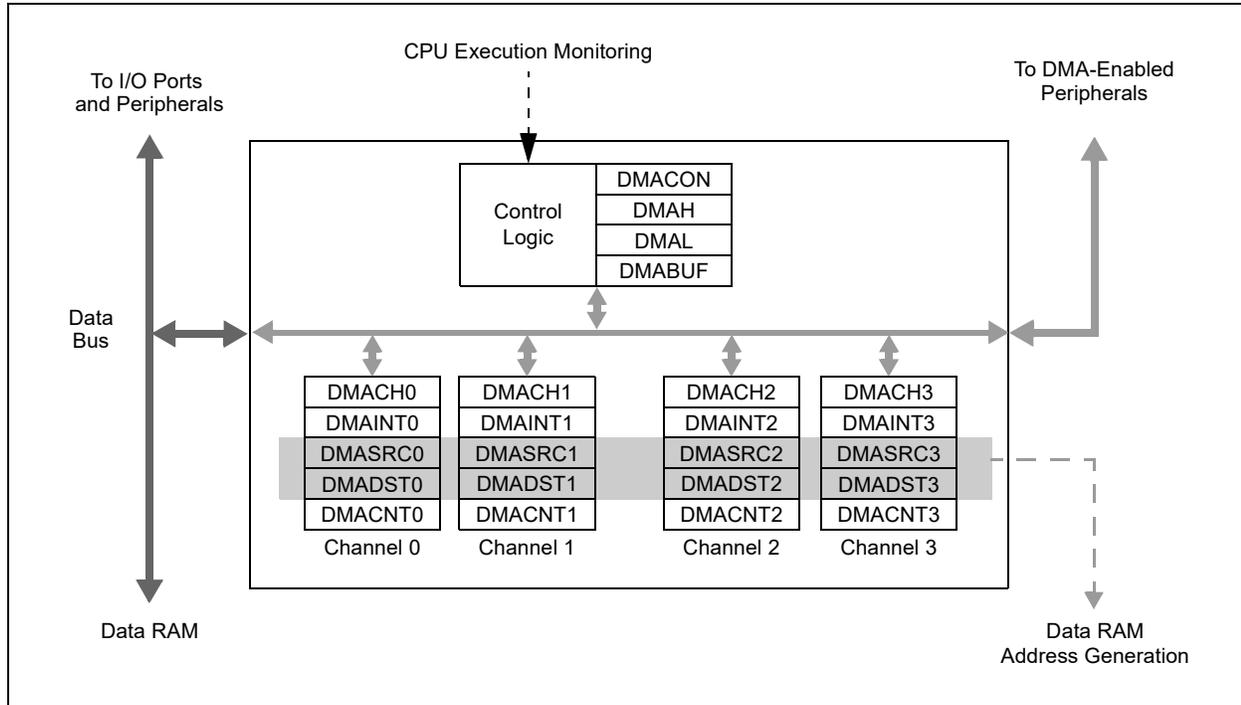 CPU Execution Monitoring
To I/O Ports
and Peripherals
To DMA-Enabled
Peripherals
Control
Logic
DMACON
DMAH
DMAL
DMABUF
Data
Bus
DMACH0
DMAINT0
DMASRC0
DMADST0
DMACNT0
Channel 0
DMACH1
DMAINT1
DMASRC1
DMADST1
DMACNT1
Channel 1
DMACH2
DMAINT2
DMASRC2
DMADST2
DMACNT2
Channel 2
DMACH3
DMAINT3
DMASRC3
DMADST3
DMACNT3
Channel 3
Data RAM
Data RAM
Address Generation